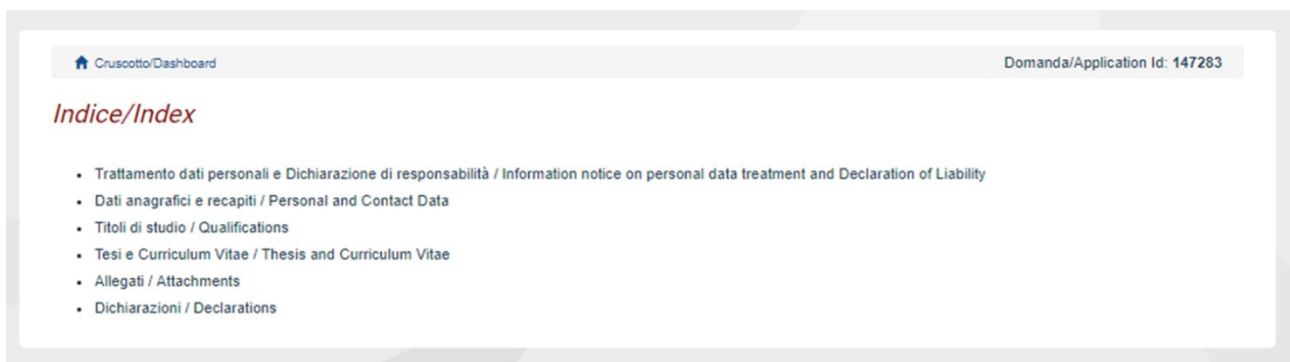 Cruscotto/Dashboard
Domanda/Application Id: 147283
Indice/Index
Trattamento dati personali e Dichiarazione di responsabilità / Information notice on personal data treatment and Declaration of Liability
Dati anagrafici e recapiti / Personal and Contact Data
Titoli di studio / Qualifications
Tesi e Curriculum Vitae / Thesis and Curriculum Vitae
Allegati / Attachments
Dichiarazioni / Declarations